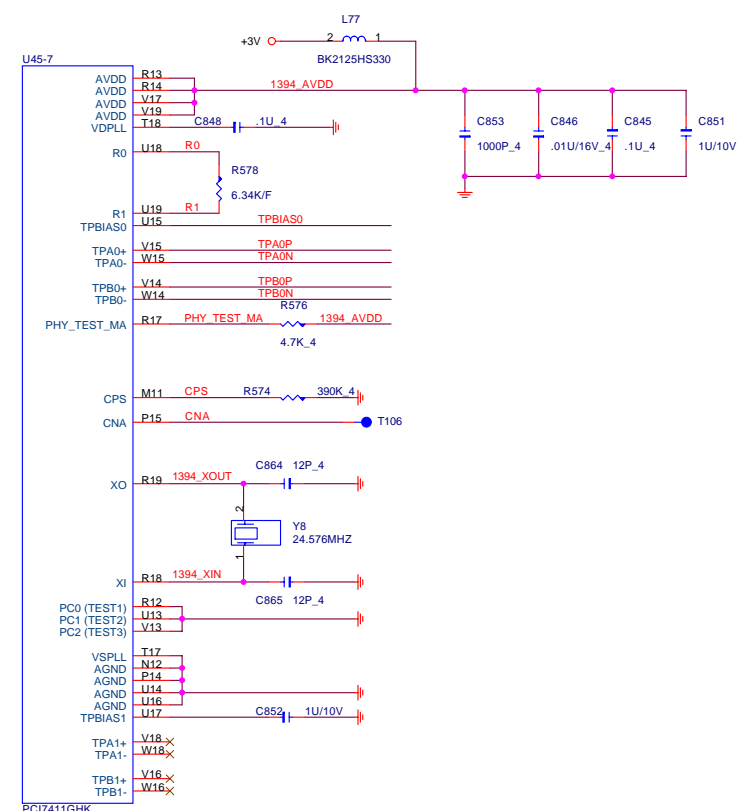 L77
+3V 2 1
BK2125HS330
U45-7
AVDD R13
AVDD R14 1394_AVDD
AVDD V17
AVDD V19
VDPLL T18 C848 .1U_4
C853 C846 C845 C851
1000P_4 .01U/16V_4 .1U_4 1U/10V
R0 U18 R0
R578
6.34K/F
R1 U19 R1
TPBIAS0 U15 TPBIAS0
TPA0+ V15 TPA0P
TPA0- W15 TPA0N
TPB0+ V14 TPB0P
TPB0- W14 TPB0N
R576
PHY_TEST_MA R17 PHY_TEST_MA 1394_AVDD
4.7K_4
CPS M11 CPS R574 390K_4
CNA P15 CNA T106
C864 12P_4
XO R19 1394_XOUT
2
Y8
24.576MHZ
1
XI R18 1394_XIN
C865 12P_4
PC0 (TEST1) R12
PC1 (TEST2) U13
PC2 (TEST3) V13
VSPLL T17
AGND N12
AGND P14
AGND U14
AGND U16
TPBIAS1 U17 C852 1U/10V
TPA1+ V18
TPA1- W18
TPB1+ V16
TPB1- W16
PCI7411GHK